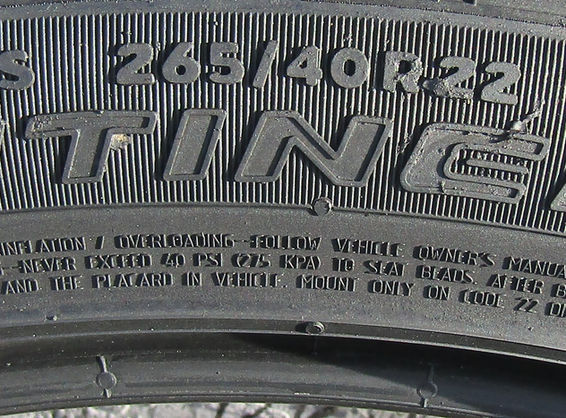 S 265/40R22
TINE
INFLATION / OVERLOADING--FOLLOW VEHICLE OWNER'S MANUA
-NEVER EXCEED 40 PSI (275 KPA) TO SEAT BEADS. AFTER B
AND THE PLACARD IN VEHICLE. MOUNT ONLY ON CODE 22 DI